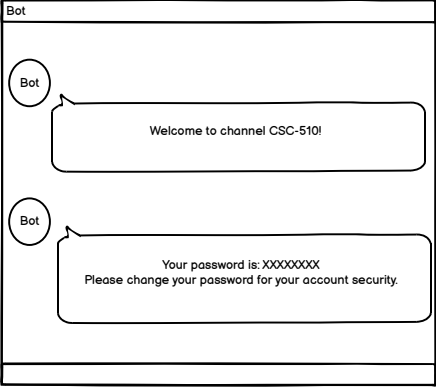 Bot
Bot
Welcome to channel CSC-510!
Bot
Your password is: XXXXXXXX
Please change your password for your account security.